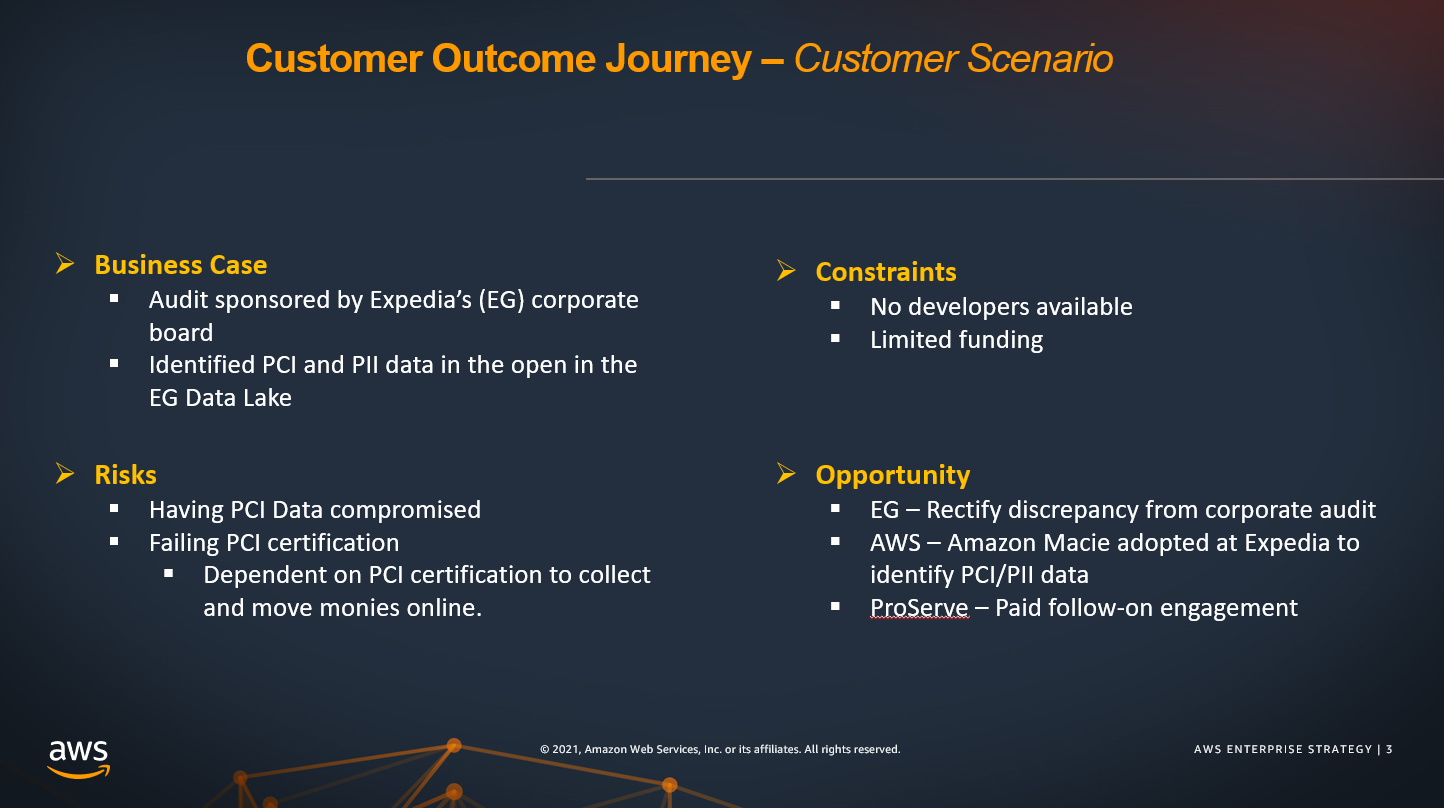 Customer Outcome Journey – Customer Scenario
Business Case
Audit sponsored by Expedia’s (EG) corporate
board
Identified PCI and PII data in the open in the
EG Data Lake
Risks
Having PCI Data compromised
Failing PCI certification
Dependent on PCI certification to collect
and move monies online.
Constraints
No developers available
Limited funding
Opportunity
EG – Rectify discrepancy from corporate audit
AWS – Amazon Macie adopted at Expedia to
identify PCI/PII data
ProServe – Paid follow-on engagement
aws
© 2021, Amazon Web Services, Inc. or its affiliates. All rights reserved.
AWS ENTERPRISE STRATEGY | 3